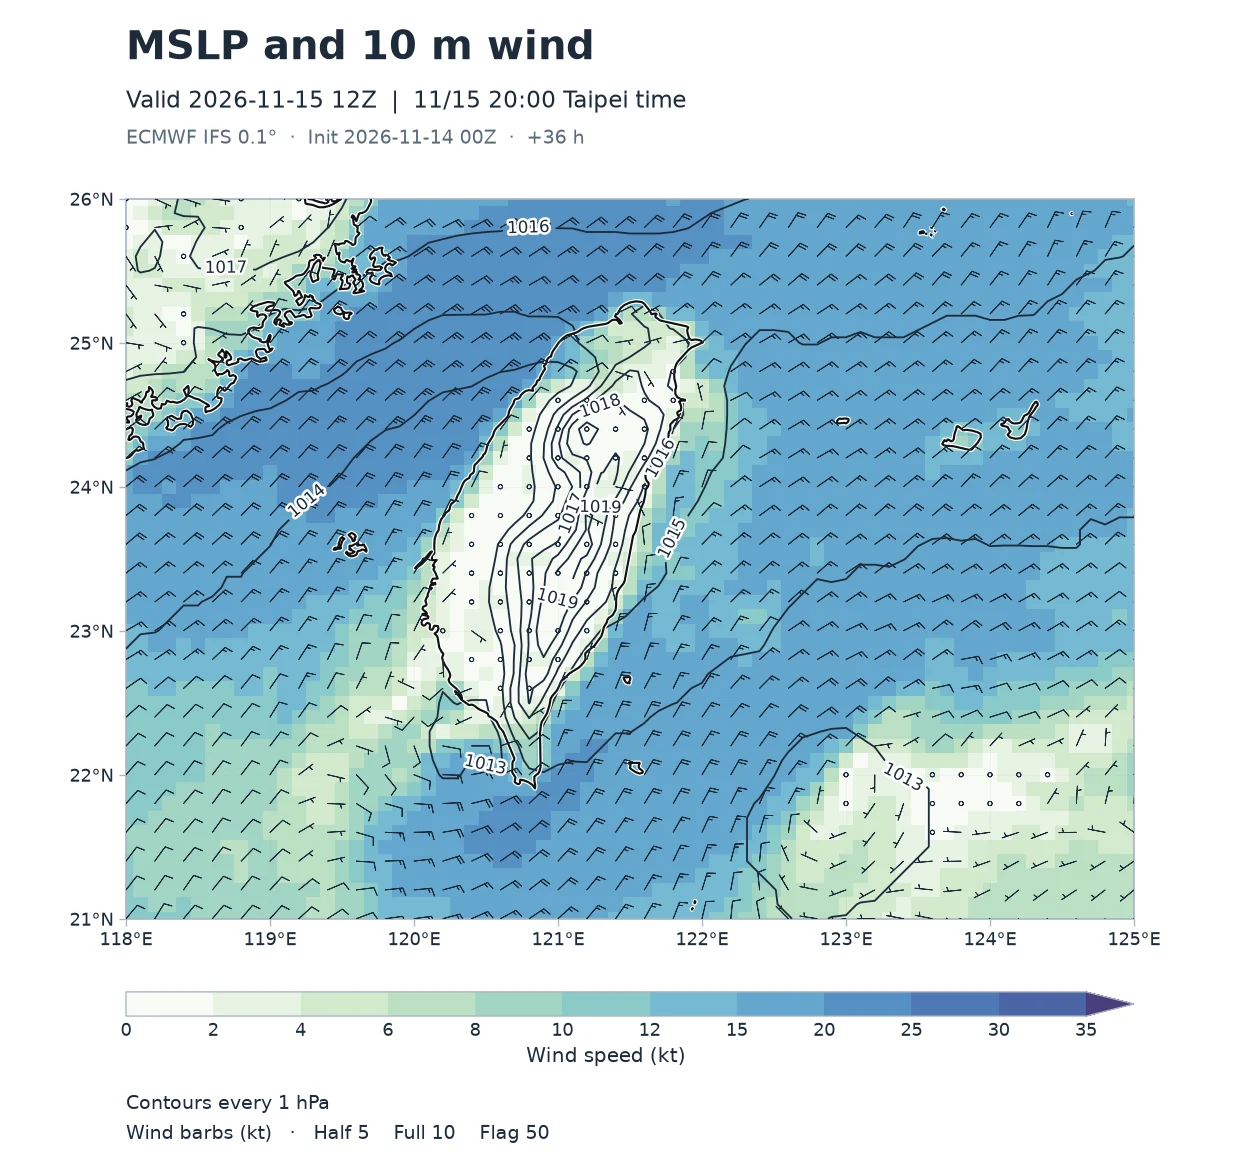 MSLP and 10 m wind
Valid 2026-11-15 12Z | 11/15 20:00 Taipei time
ECMWF IFS 0.1° · Init 2026-11-14 00Z · +36 h
26°N
1016
1017
25°N
1018
1016
24°N
1014
1017
1019
1015
1019
23°N
1013
22°N
1013
21°N
118°E 119°E 120°E 121°E 122°E 123°E 124°E 125°E
0 2 4 6 8 10 12 15 20 25 30 35
Wind speed (kt)
Contours every 1 hPa
Wind barbs (kt) · Half 5 Full 10 Flag 50